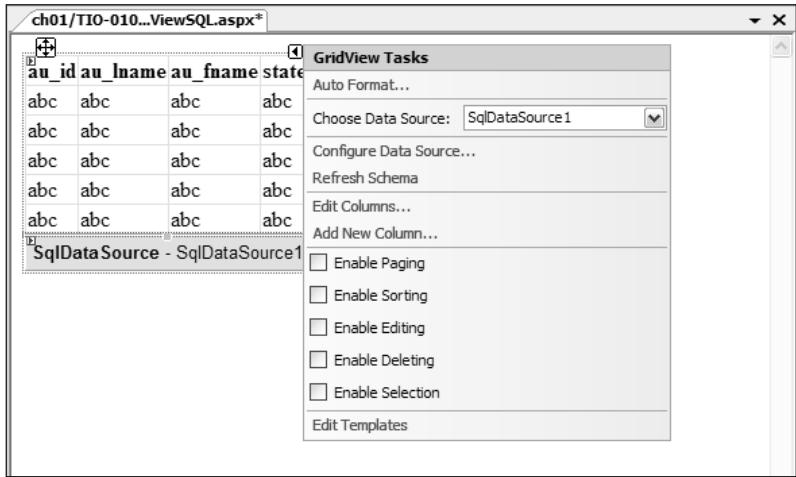 ch01/TIO-010...ViewSQL.aspx*
au_id au_lname au_fname state
abc abc abc abc
abc abc abc abc
abc abc abc abc
abc abc abc abc
abc abc abc abc
SqlDataSource - SqlDataSource1
GridView Tasks
Auto Format...
Choose Data Source: SqlDataSource1
Configure Data Source...
Refresh Schema
Edit Columns...
Add New Column...
Enable Paging
Enable Sorting
Enable Editing
Enable Deleting
Enable Selection
Edit Templates